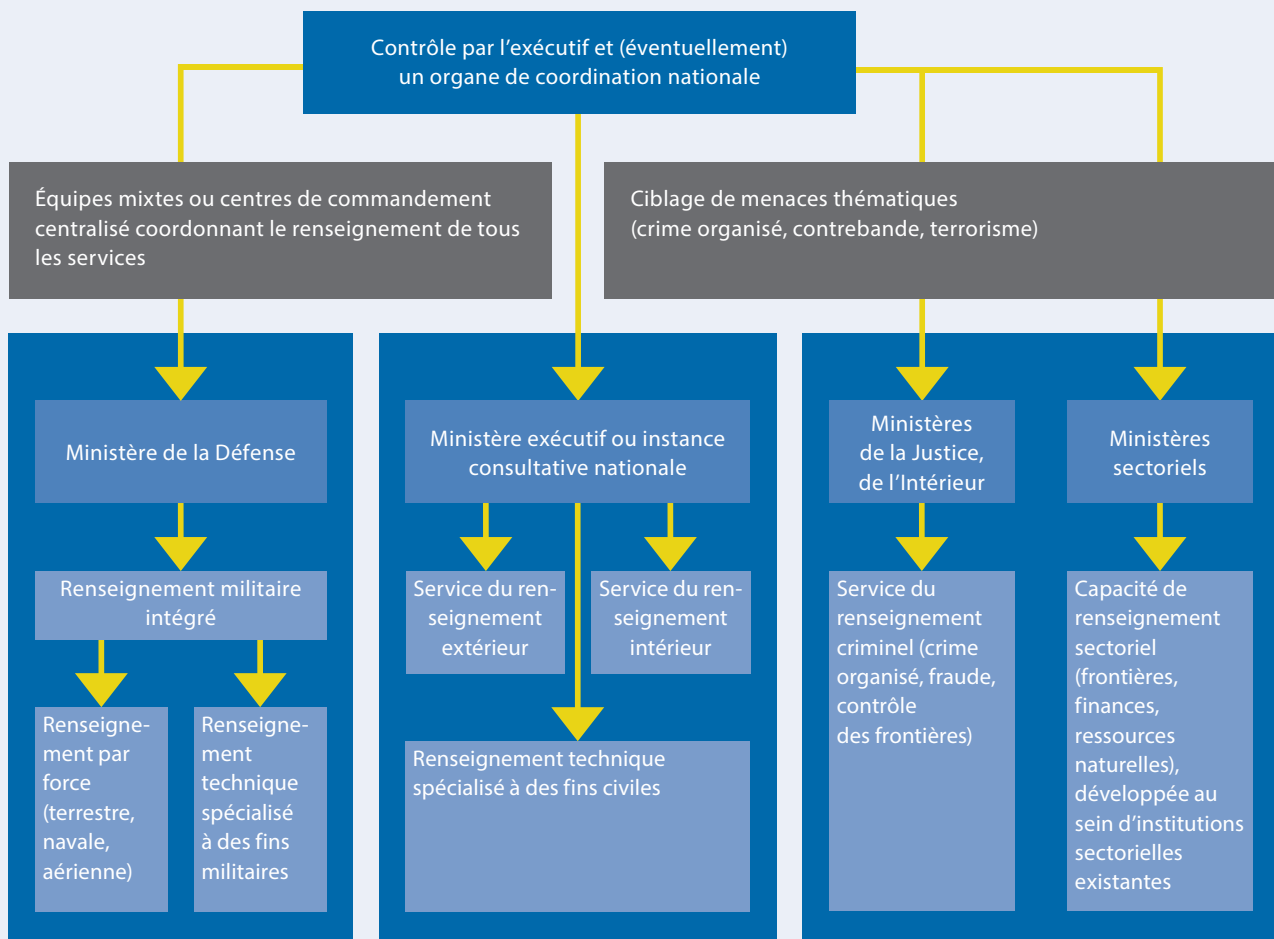 Contrôle par l'exécutif et (éventuellement)
un organe de coordination nationale
Équipes mixtes ou centres de commandement
centralisé coordonnant le renseignement de tous
les services
Ciblage de menaces thématiques
(crime organisé, contrebande, terrorisme)
Ministère de la Défense
Renseignement militaire
intégré
Renseigne-
ment par
force
(terrestre,
navale,
aérienne)
Renseigne-
ment
technique
spécialisé
à des fins
militaires
Ministère exécutif ou instance
consultative nationale
Service du ren-
seignement
extérieur
Service du ren-
seignement
intérieur
Renseignement technique
spécialisé à des fins civiles
Ministères
de la Justice,
de l'Intérieur
Service du
renseignement
criminel (crime
organisé, fraude,
contrôle
des frontières)
Ministères
sectoriels
Capacité de
renseignement
sectoriel
(frontières,
finances,
ressources
naturelles),
développée au
sein d'institutions
sectorielles
existantes